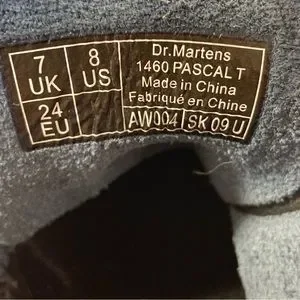 7
UK
8
US
24
EU
Dr.Martens
1460 PASCAL T
Made in China
Fabriqué en Chine
AW004
SK 09 U